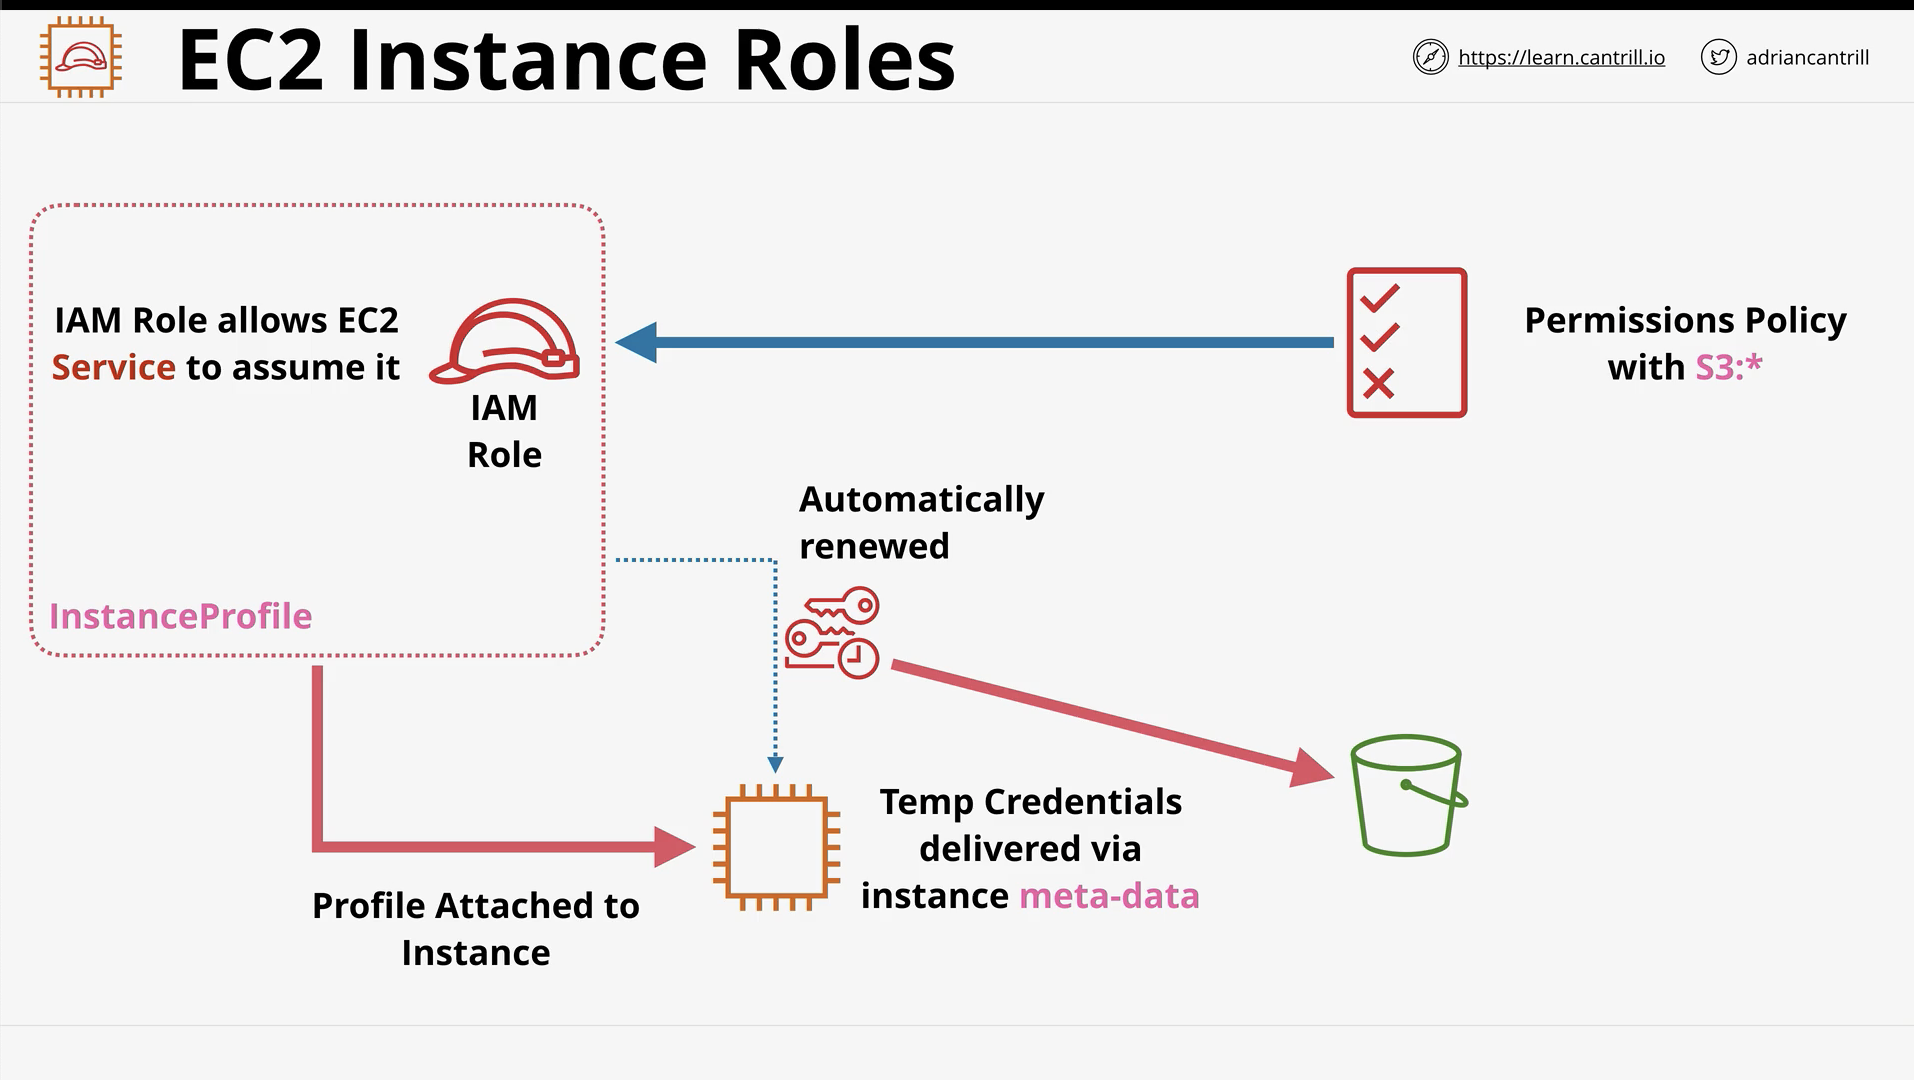 EC2 Instance Roles
https://learn.cantrill.io
adriancantrill
IAM Role allows EC2
Service to assume it
IAM
Role
Permissions Policy
with S3:*
Automatically
renewed
InstanceProfile
Temp Credentials
delivered via
instance meta-data
Profile Attached to
Instance